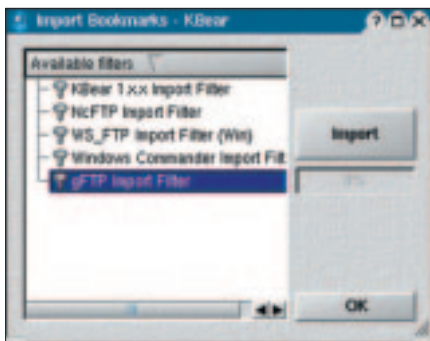 Import Bookmarks - KBear
Available filters
KBear 1.x.x Import Filter
NcFTP Import Filter
WS_FTP Import Filter (Win)
Windows Commander Import Filt
gFTP Import Filter
Import
OK